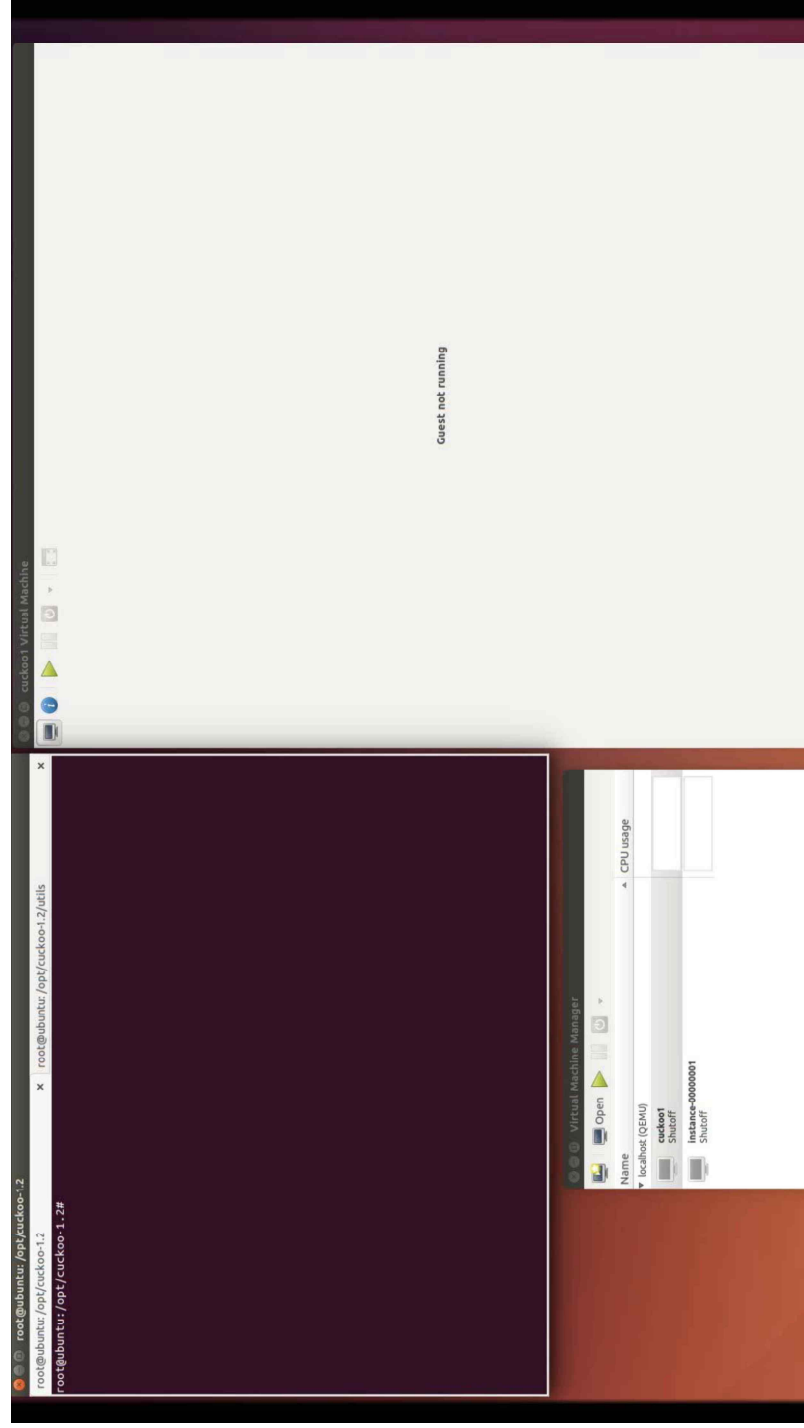 root@ubuntu: /opt/cuckoo-1.2
root@ubuntu: /opt/cuckoo-1.2
root@ubuntu: /opt/cuckoo-1.2/utils
root@ubuntu:/opt/cuckoo-1.2#
cuckoo1 Virtual Machine
Guest not running
Virtual Machine Manager
Open
Name
CPU usage
localhost (QEMU)
cuckoo1
Shutoff
instance-00000001
Shutoff